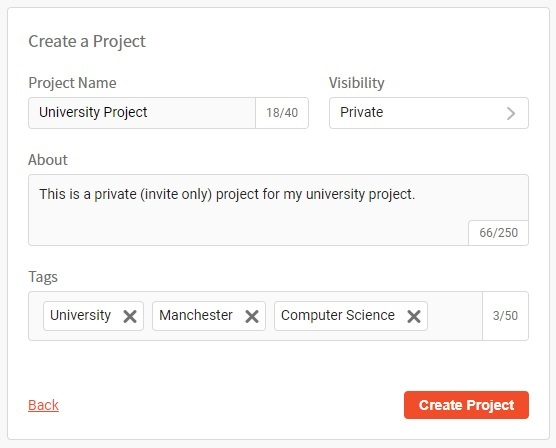 Create a Project
Project Name Visibility
University Project 18/40 Private
About
This is a private (invite only) project for my university project.
66/250
Tags
University Manchester Computer Science 3/50
Back Create Project